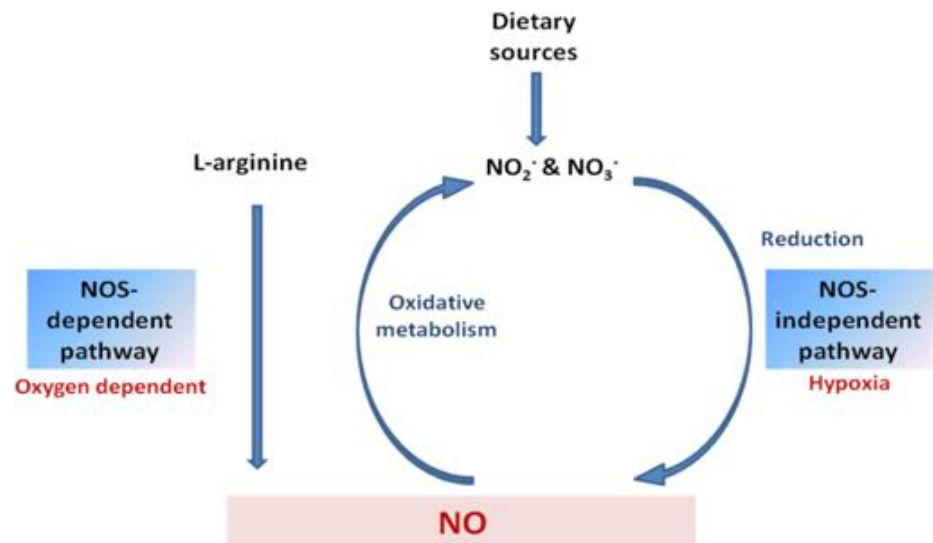 Dietary
sources
L-arginine
NO₂⁻ & NO₃⁻
Reduction
NOS-
dependent
pathway
Oxygen dependent
Oxidative
metabolism
NOS-
independent
pathway
Hypoxia
NO